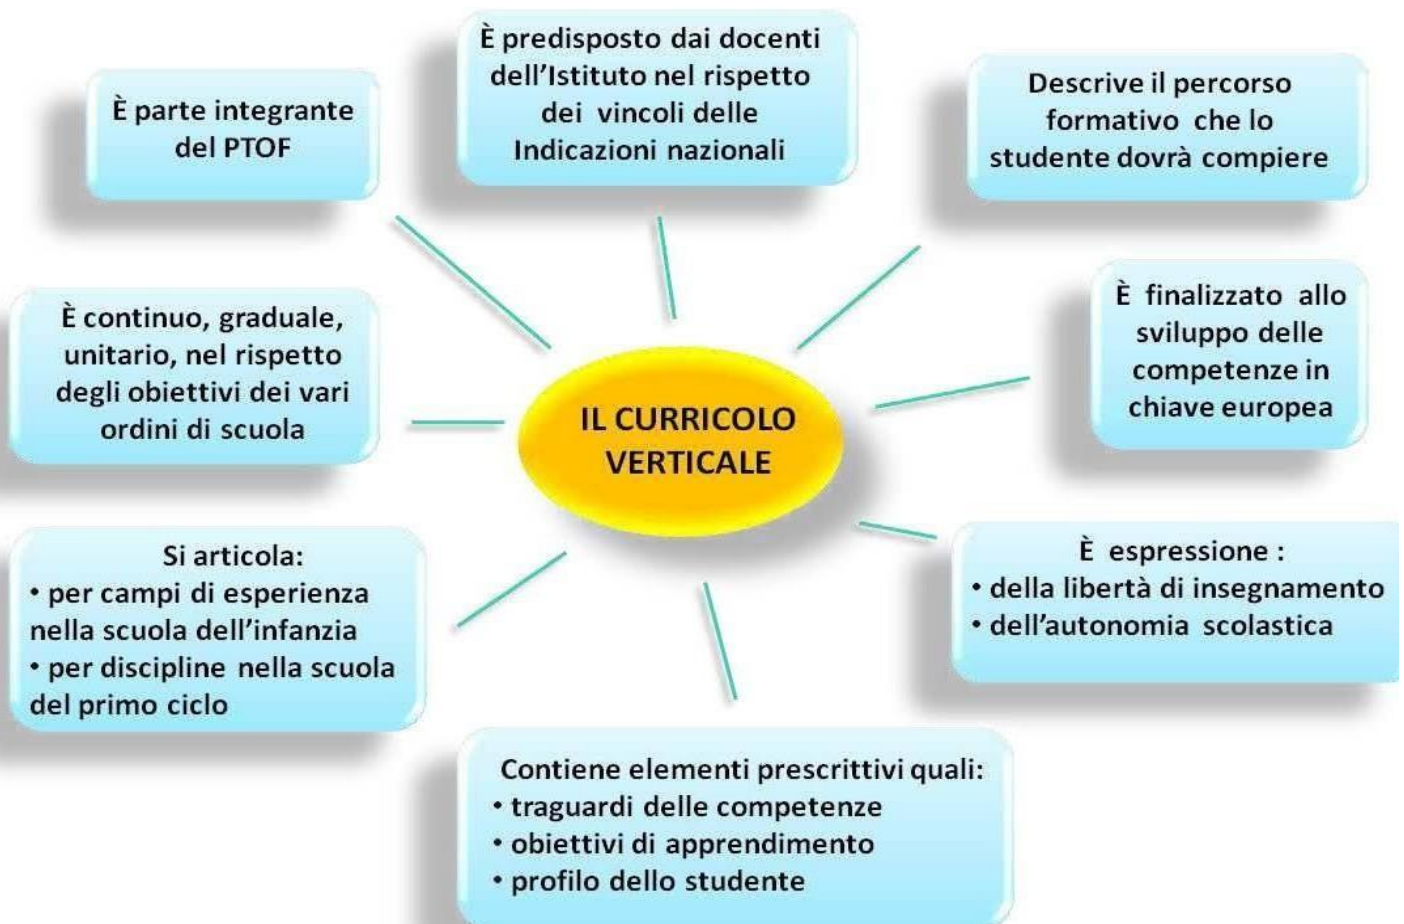 È predisposto dai docenti
dell'Istituto nel rispetto
dei vincoli delle
Indicazioni nazionali
È parte integrante
del PTOF
Descrive il percorso
formativo che lo
studente dovrà compiere
È continuo, graduale,
unitario, nel rispetto
degli obiettivi dei vari
ordini di scuola
È finalizzato allo
sviluppo delle
competenze in
chiave europea
IL CURRICOLO
VERTICALE
Si articola:
• per campi di esperienza
nella scuola dell'infanzia
• per discipline nella scuola
del primo ciclo
È espressione :
• della libertà di insegnamento
• dell'autonomia scolastica
Contiene elementi prescrittivi quali:
• traguardi delle competenze
• obiettivi di apprendimento
• profilo dello studente